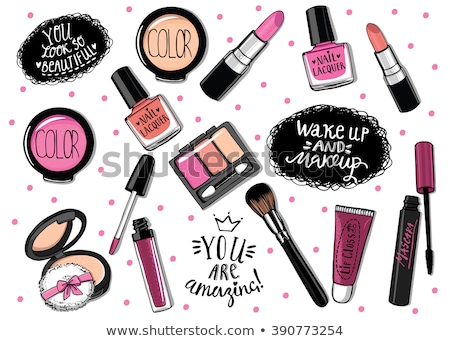 YOU
LOOK SO
BEAUTIFUL
COLOR
NAIL
LACQUER
NAIL
LACQUER
COLOR
WAKE UP
AND
MAKEUP
YOU
ARE
amazing!
LIP GLOSS
MASCARA
shutterstock
www.shutterstock.com · 390773254